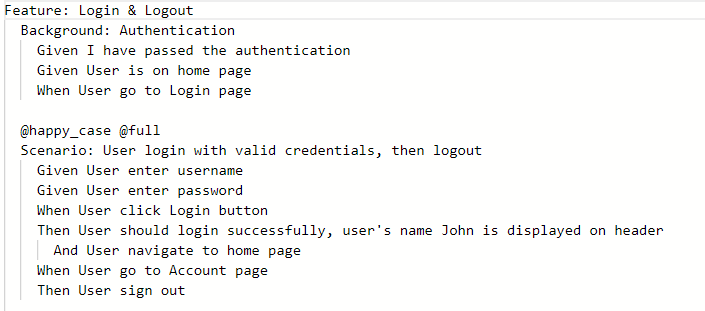 Feature: Login & Logout
Background: Authentication
Given I have passed the authentication
Given User is on home page
When User go to Login page
@happy_case @full
Scenario: User login with valid credentials, then logout
Given User enter username
Given User enter password
When User click Login button
Then User should login successfully, user's name John is displayed on header
And User navigate to home page
When User go to Account page
Then User sign out